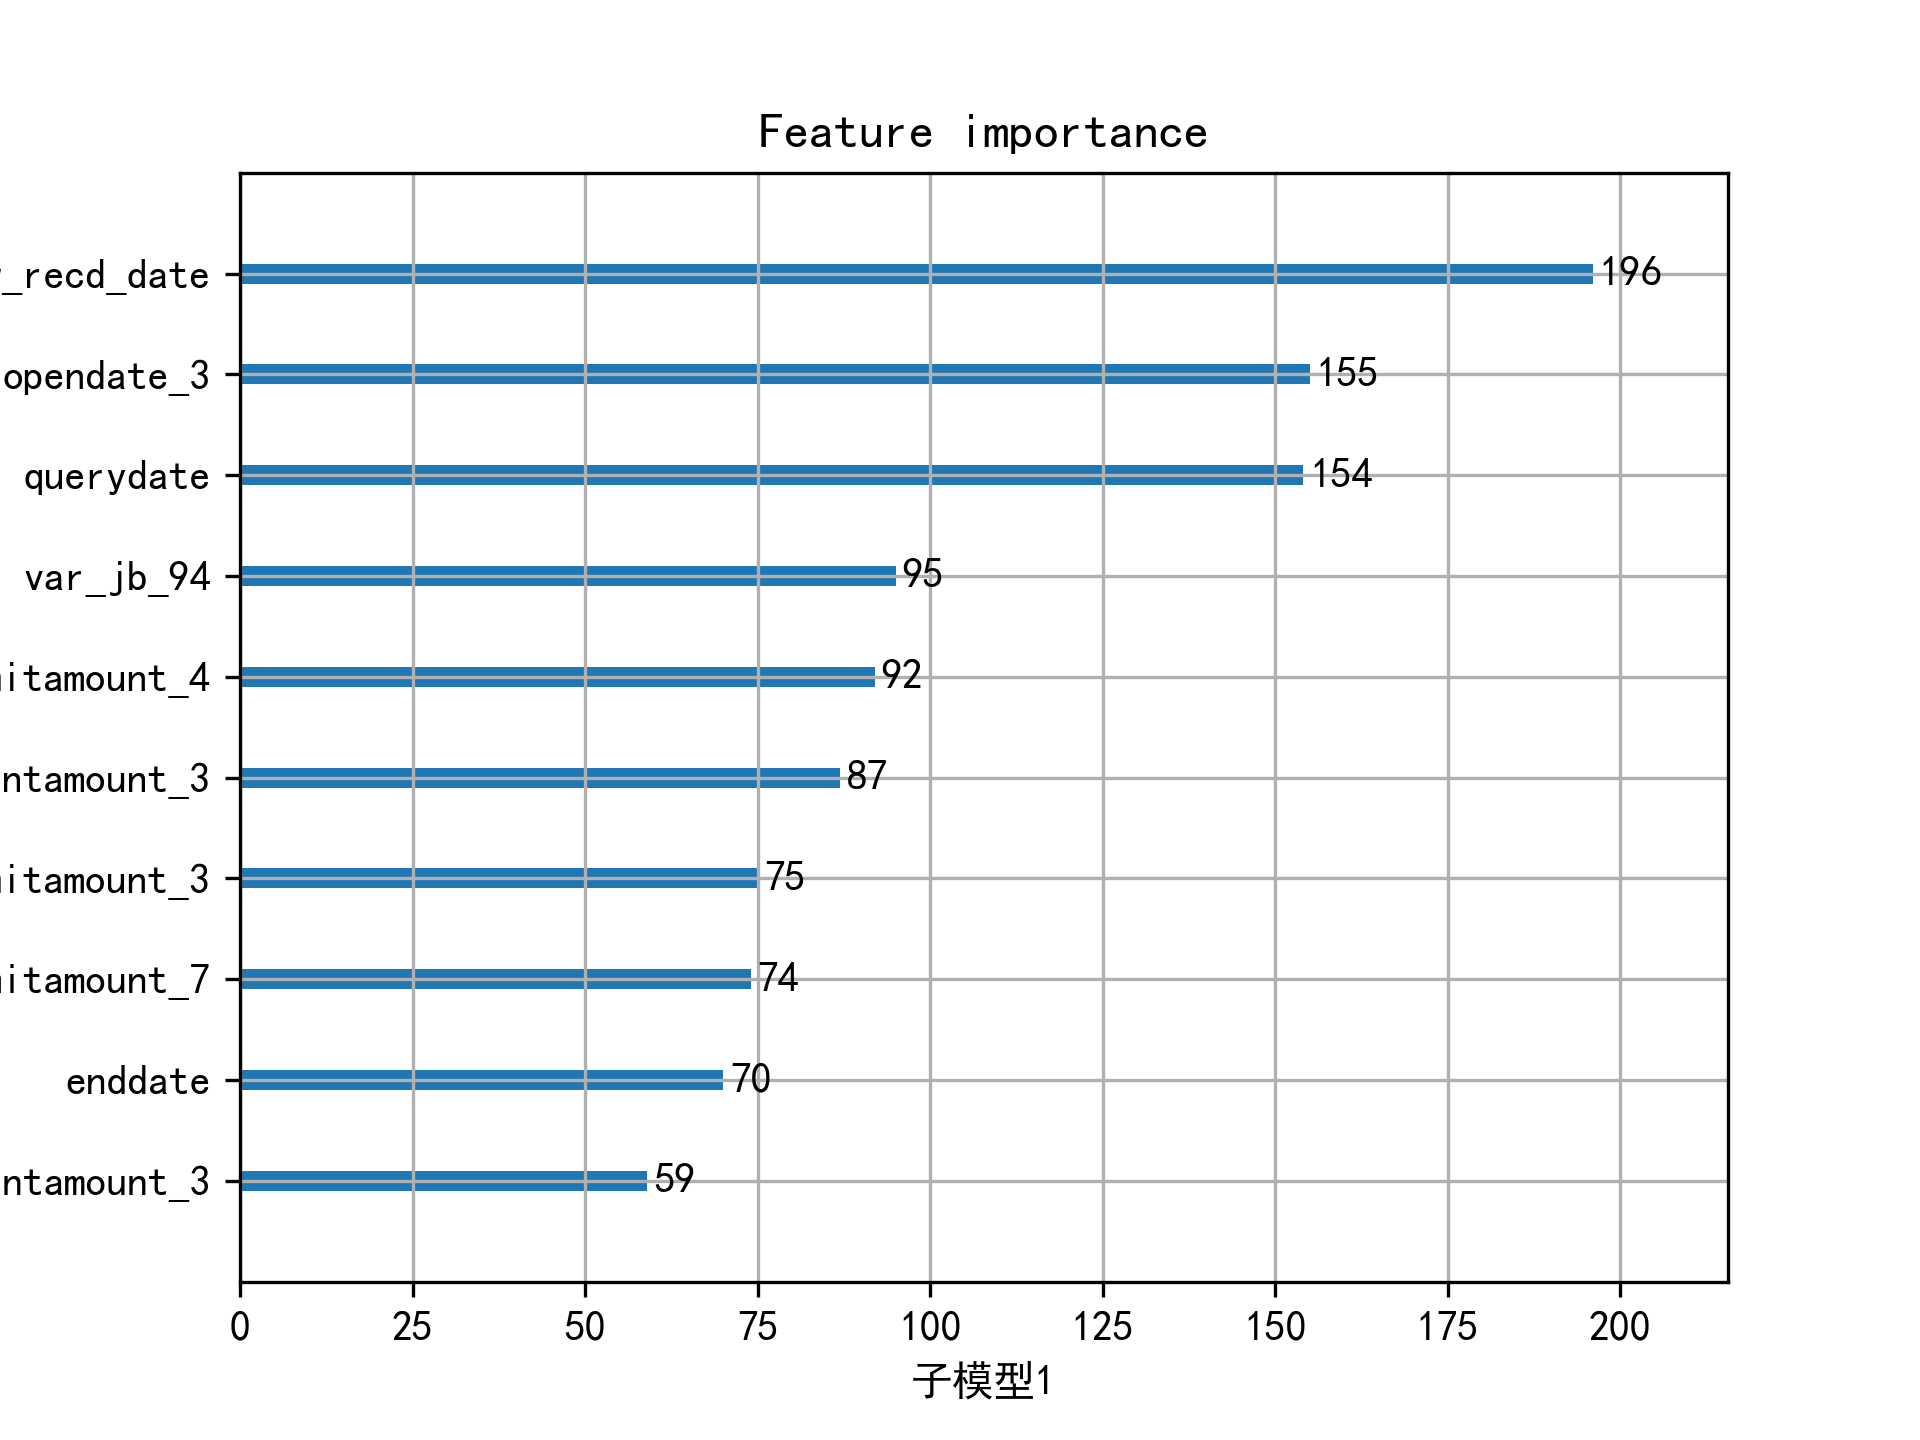 Feature importance
_recd_date 196
opendate_3 155
querydate 154
var_jb_94 95
itamount_4 92
ntamount_3 87
itamount_3 75
itamount_7 74
enddate 70
ntamount_3 59
0 25 50 75 100 125 150 175 200
子模型1